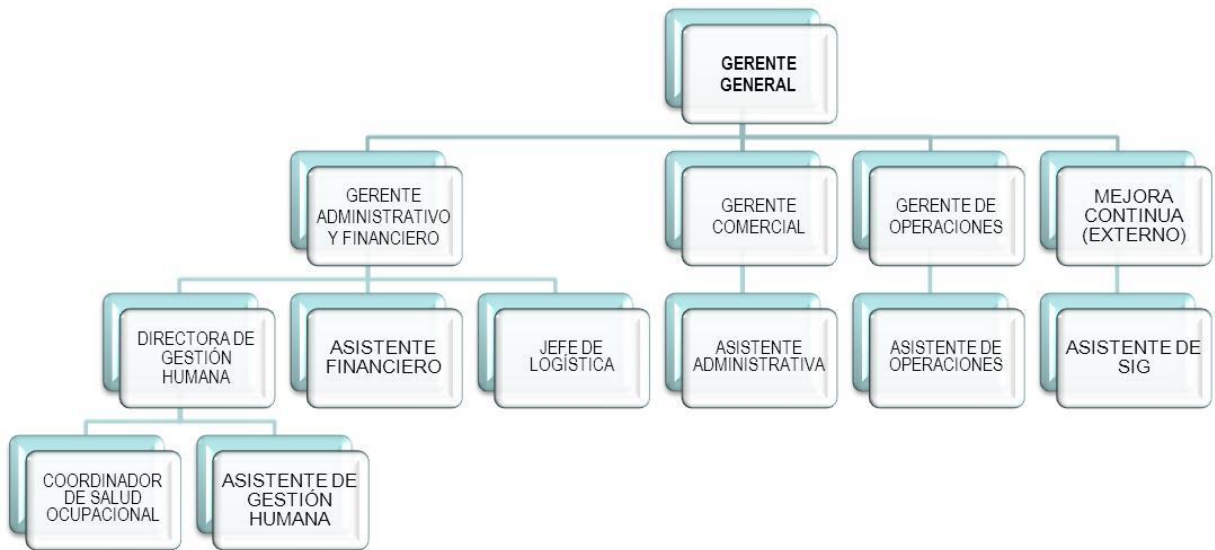 GERENTE
GENERAL
GERENTE
ADMINISTRATIVO
Y FINANCIERO
GERENTE
COMERCIAL
GERENTE DE
OPERACIONES
MEJORA
CONTINUA
(EXTERNO)
DIRECTORA DE
GESTIÓN
HUMANA
ASISTENTE
FINANCIERO
JEFE DE
LOGÍSTICA
ASISTENTE
ADMINISTRATIVA
ASISTENTE DE
OPERACIONES
ASISTENTE DE
SIG
COORDINADOR
DE SALUD
OCUPACIONAL
ASISTENTE DE
GESTIÓN
HUMANA